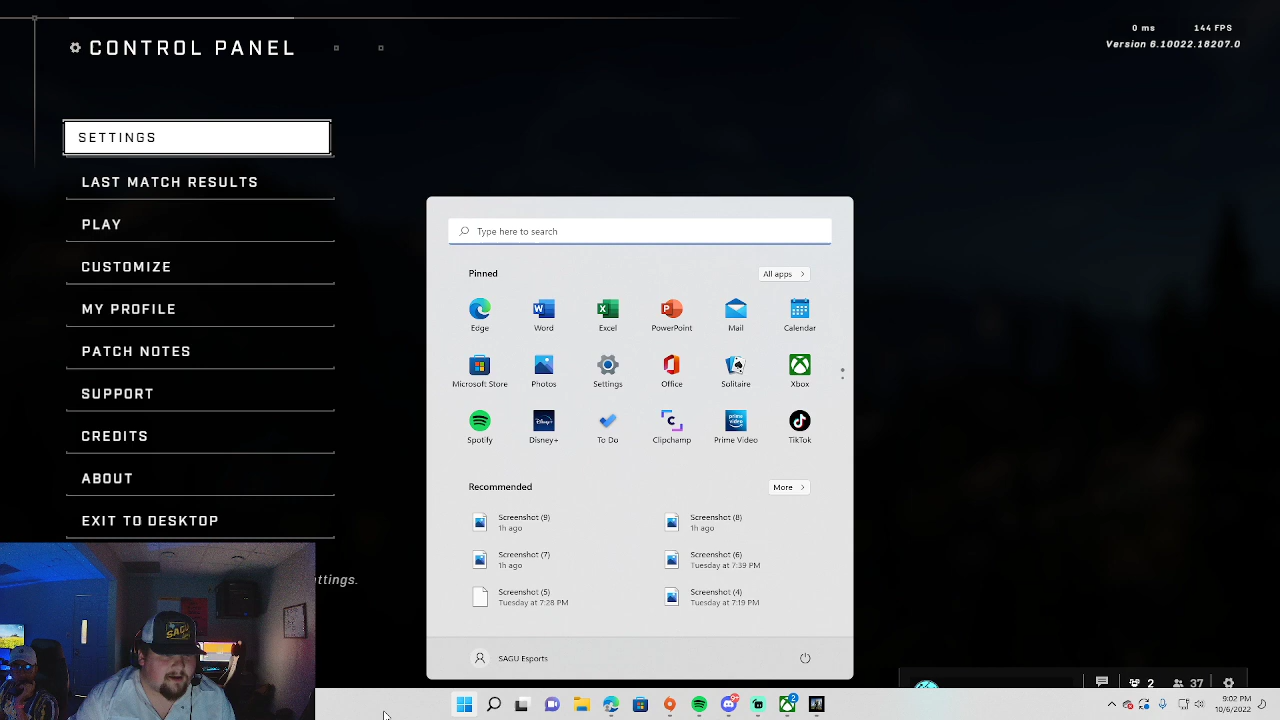 0 ms 144 FPS
Version 6.10022.18207.0
CONTROL PANEL
SETTINGS
LAST MATCH RESULTS
PLAY
CUSTOMIZE
MY PROFILE
PATCH NOTES
SUPPORT
CREDITS
ABOUT
EXIT TO DESKTOP
ttings.
Type here to search
Pinned
All apps
Edge Word Excel PowerPoint Mail Calendar
Microsoft Store Photos Settings Office Solitaire Xbox
Spotify Disney+ To Do Clipchamp Prime Video TikTok
Recommended
More
Screenshot (9)
1h ago
Screenshot (8)
1h ago
Screenshot (7)
1h ago
Screenshot (6)
Tuesday at 7:39 PM
Screenshot (5)
Tuesday at 7:28 PM
Screenshot (4)
Tuesday at 7:19 PM
SAGU Esports
SAGU
2 37
9:02 PM
10/6/2022